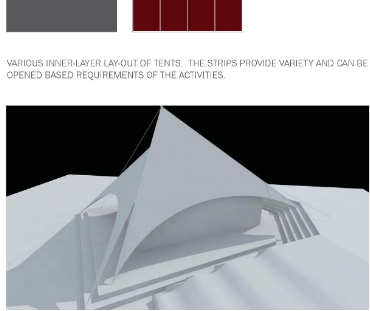 VARIOUS INNER-LAYER LAY-OUT OF TENTS. THE STRIPS PROVIDE VARIETY AND CAN BE
OPENED BASED REQUIREMENTS OF THE ACTIVITIES.